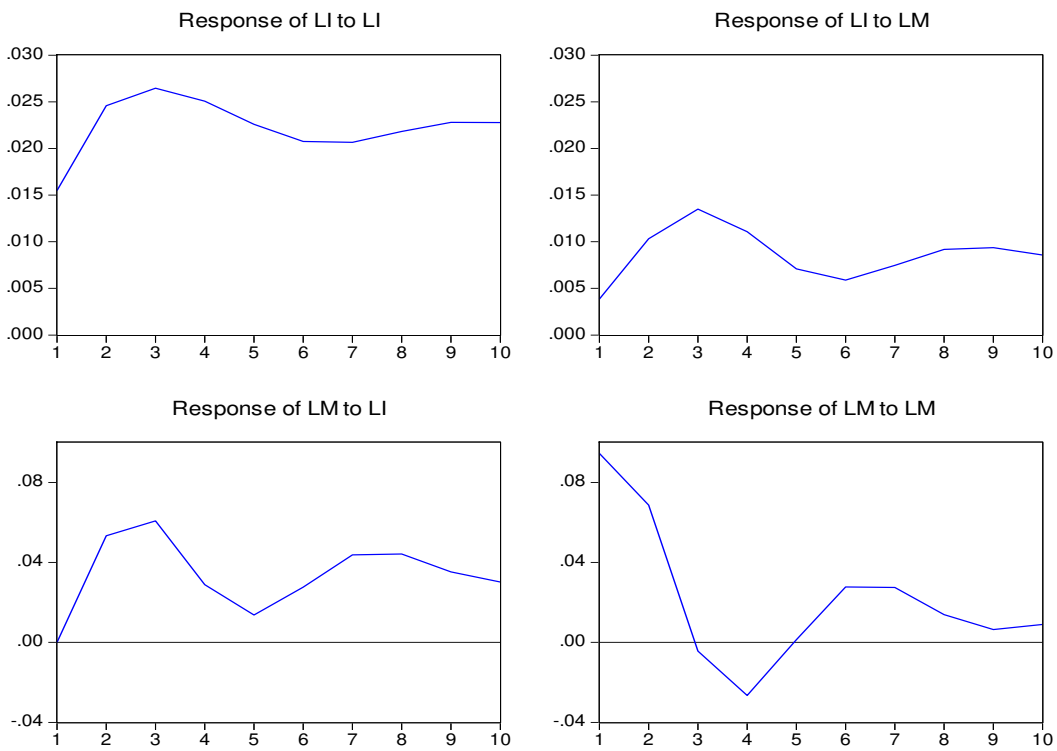 Response of LI to LI
.030
.025
.020
.015
.010
.005
.000
1 2 3 4 5 6 7 8 9 10
Response of LI to LM
.030
.025
.020
.015
.010
.005
.000
1 2 3 4 5 6 7 8 9 10
Response of LM to LI
.08
.04
.00
-.04
1 2 3 4 5 6 7 8 9 10
Response of LM to LM
.08
.04
.00
-.04
1 2 3 4 5 6 7 8 9 10